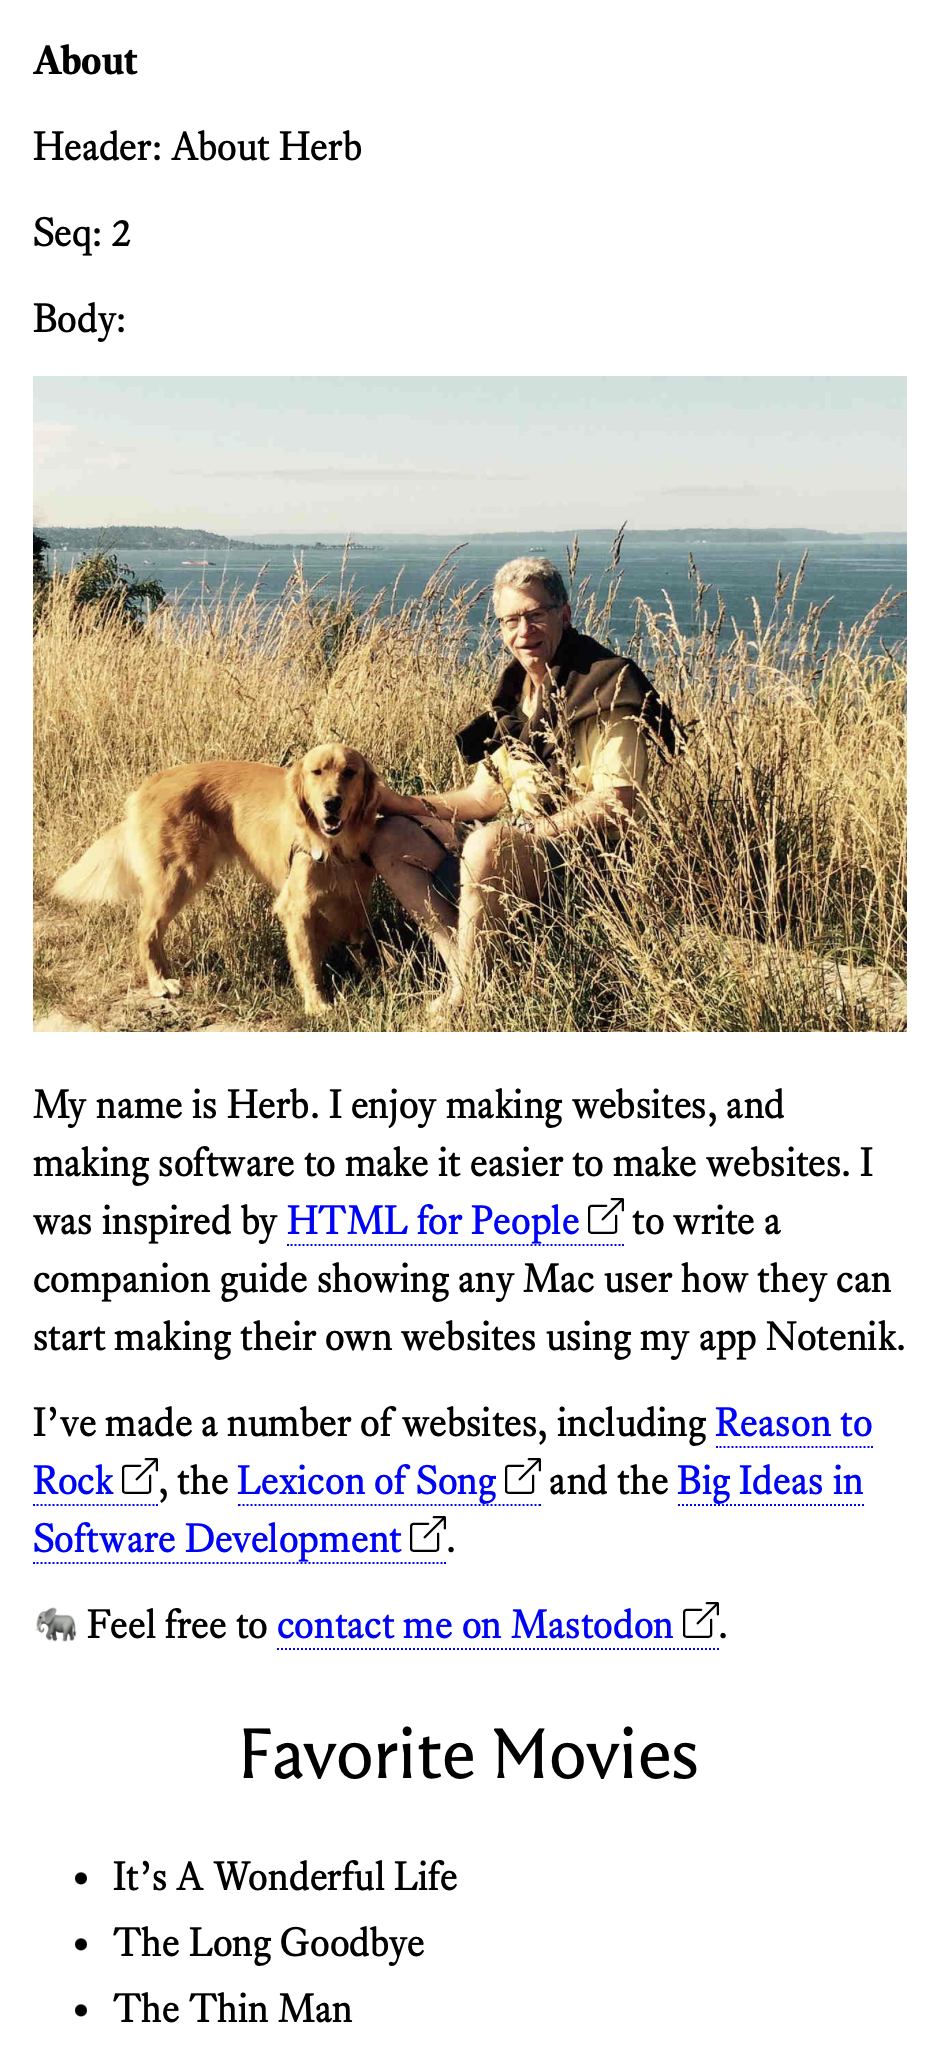 About
Header: About Herb
Seq: 2
Body:
My name is Herb. I enjoy making websites, and
making software to make it easier to make websites. I
was inspired by HTML for People to write a
companion guide showing any Mac user how they can
start making their own websites using my app Notenik.
I’ve made a number of websites, including Reason to
Rock, the Lexicon of Song and the Big Ideas in
Software Development.
🐘 Feel free to contact me on Mastodon.
Favorite Movies
• It’s A Wonderful Life
• The Long Goodbye
• The Thin Man